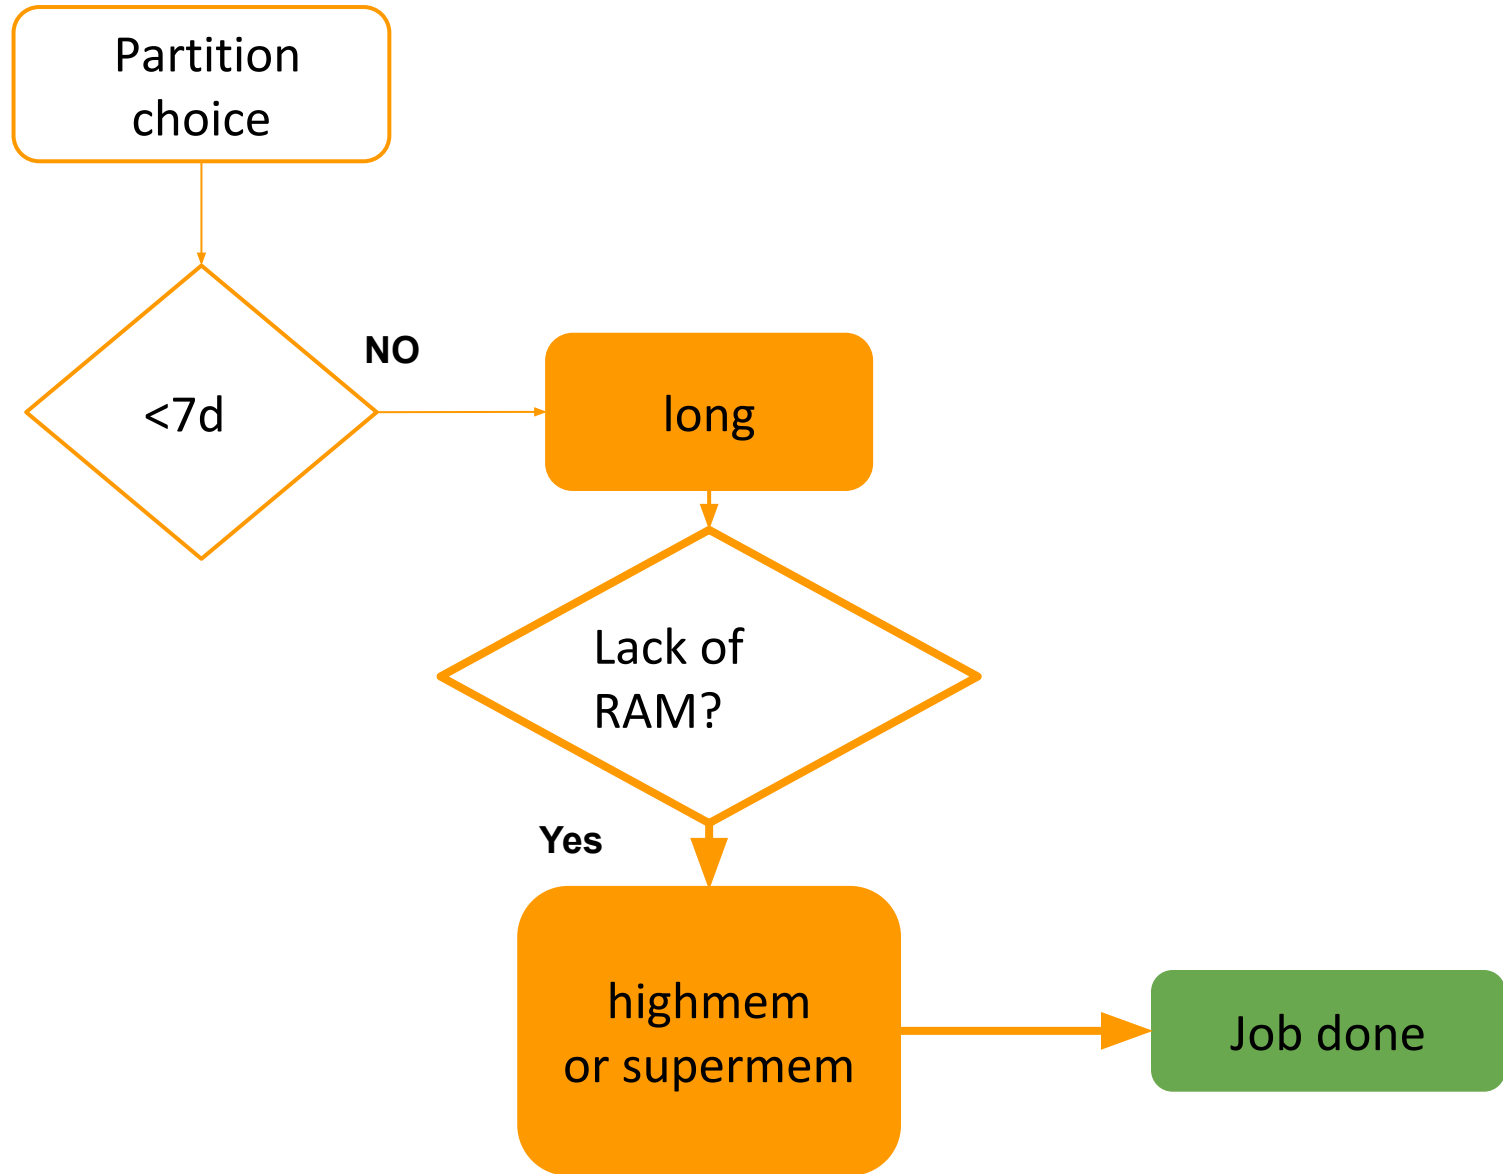 Partition
choice
<7d
NO
long
Lack of
RAM?
Yes
highmem
or supermem
Job done